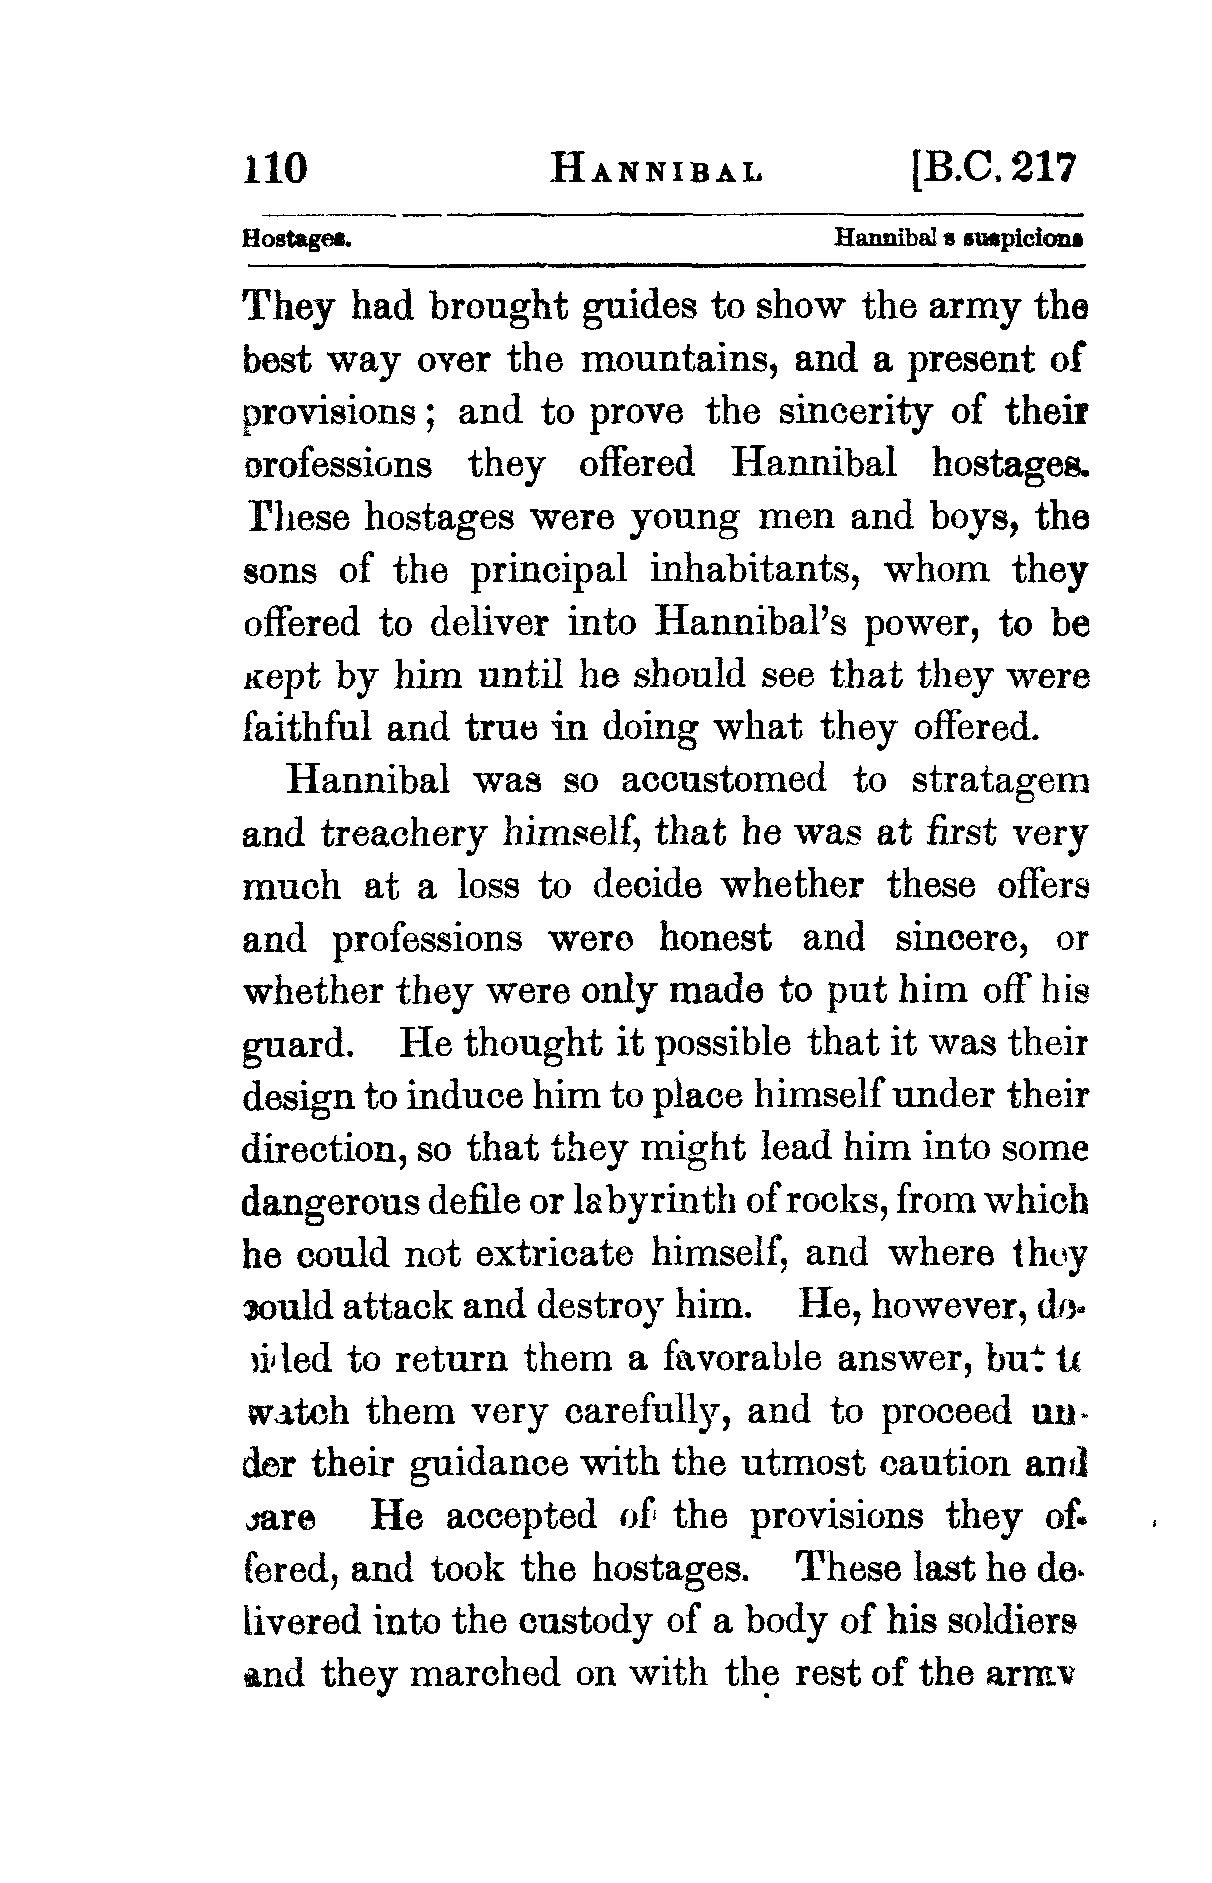 110 HANNIBAL [B.C. 217
Hostages. Hannibal s suspicions
They had brought guides to show the army the
best way over the mountains, and a present of
provisions; and to prove the sincerity of their
professions they offered Hannibal hostages.
These hostages were young men and boys, the
sons of the principal inhabitants, whom they
offered to deliver into Hannibal's power, to be
kept by him until he should see that they were
faithful and true in doing what they offered.
Hannibal was so accustomed to stratagem
and treachery himself, that he was at first very
much at a loss to decide whether these offers
and professions were honest and sincere, or
whether they were only made to put him off his
guard. He thought it possible that it was their
design to induce him to place himself under their
direction, so that they might lead him into some
dangerous defile or labyrinth of rocks, from which
he could not extricate himself, and where they
could attack and destroy him. He, however, de-
cided to return them a favorable answer, but to
watch them very carefully, and to proceed un-
der their guidance with the utmost caution and
care He accepted of the provisions they of-
fered, and took the hostages. These last he de-
livered into the custody of a body of his soldiers
and they marched on with the rest of the army